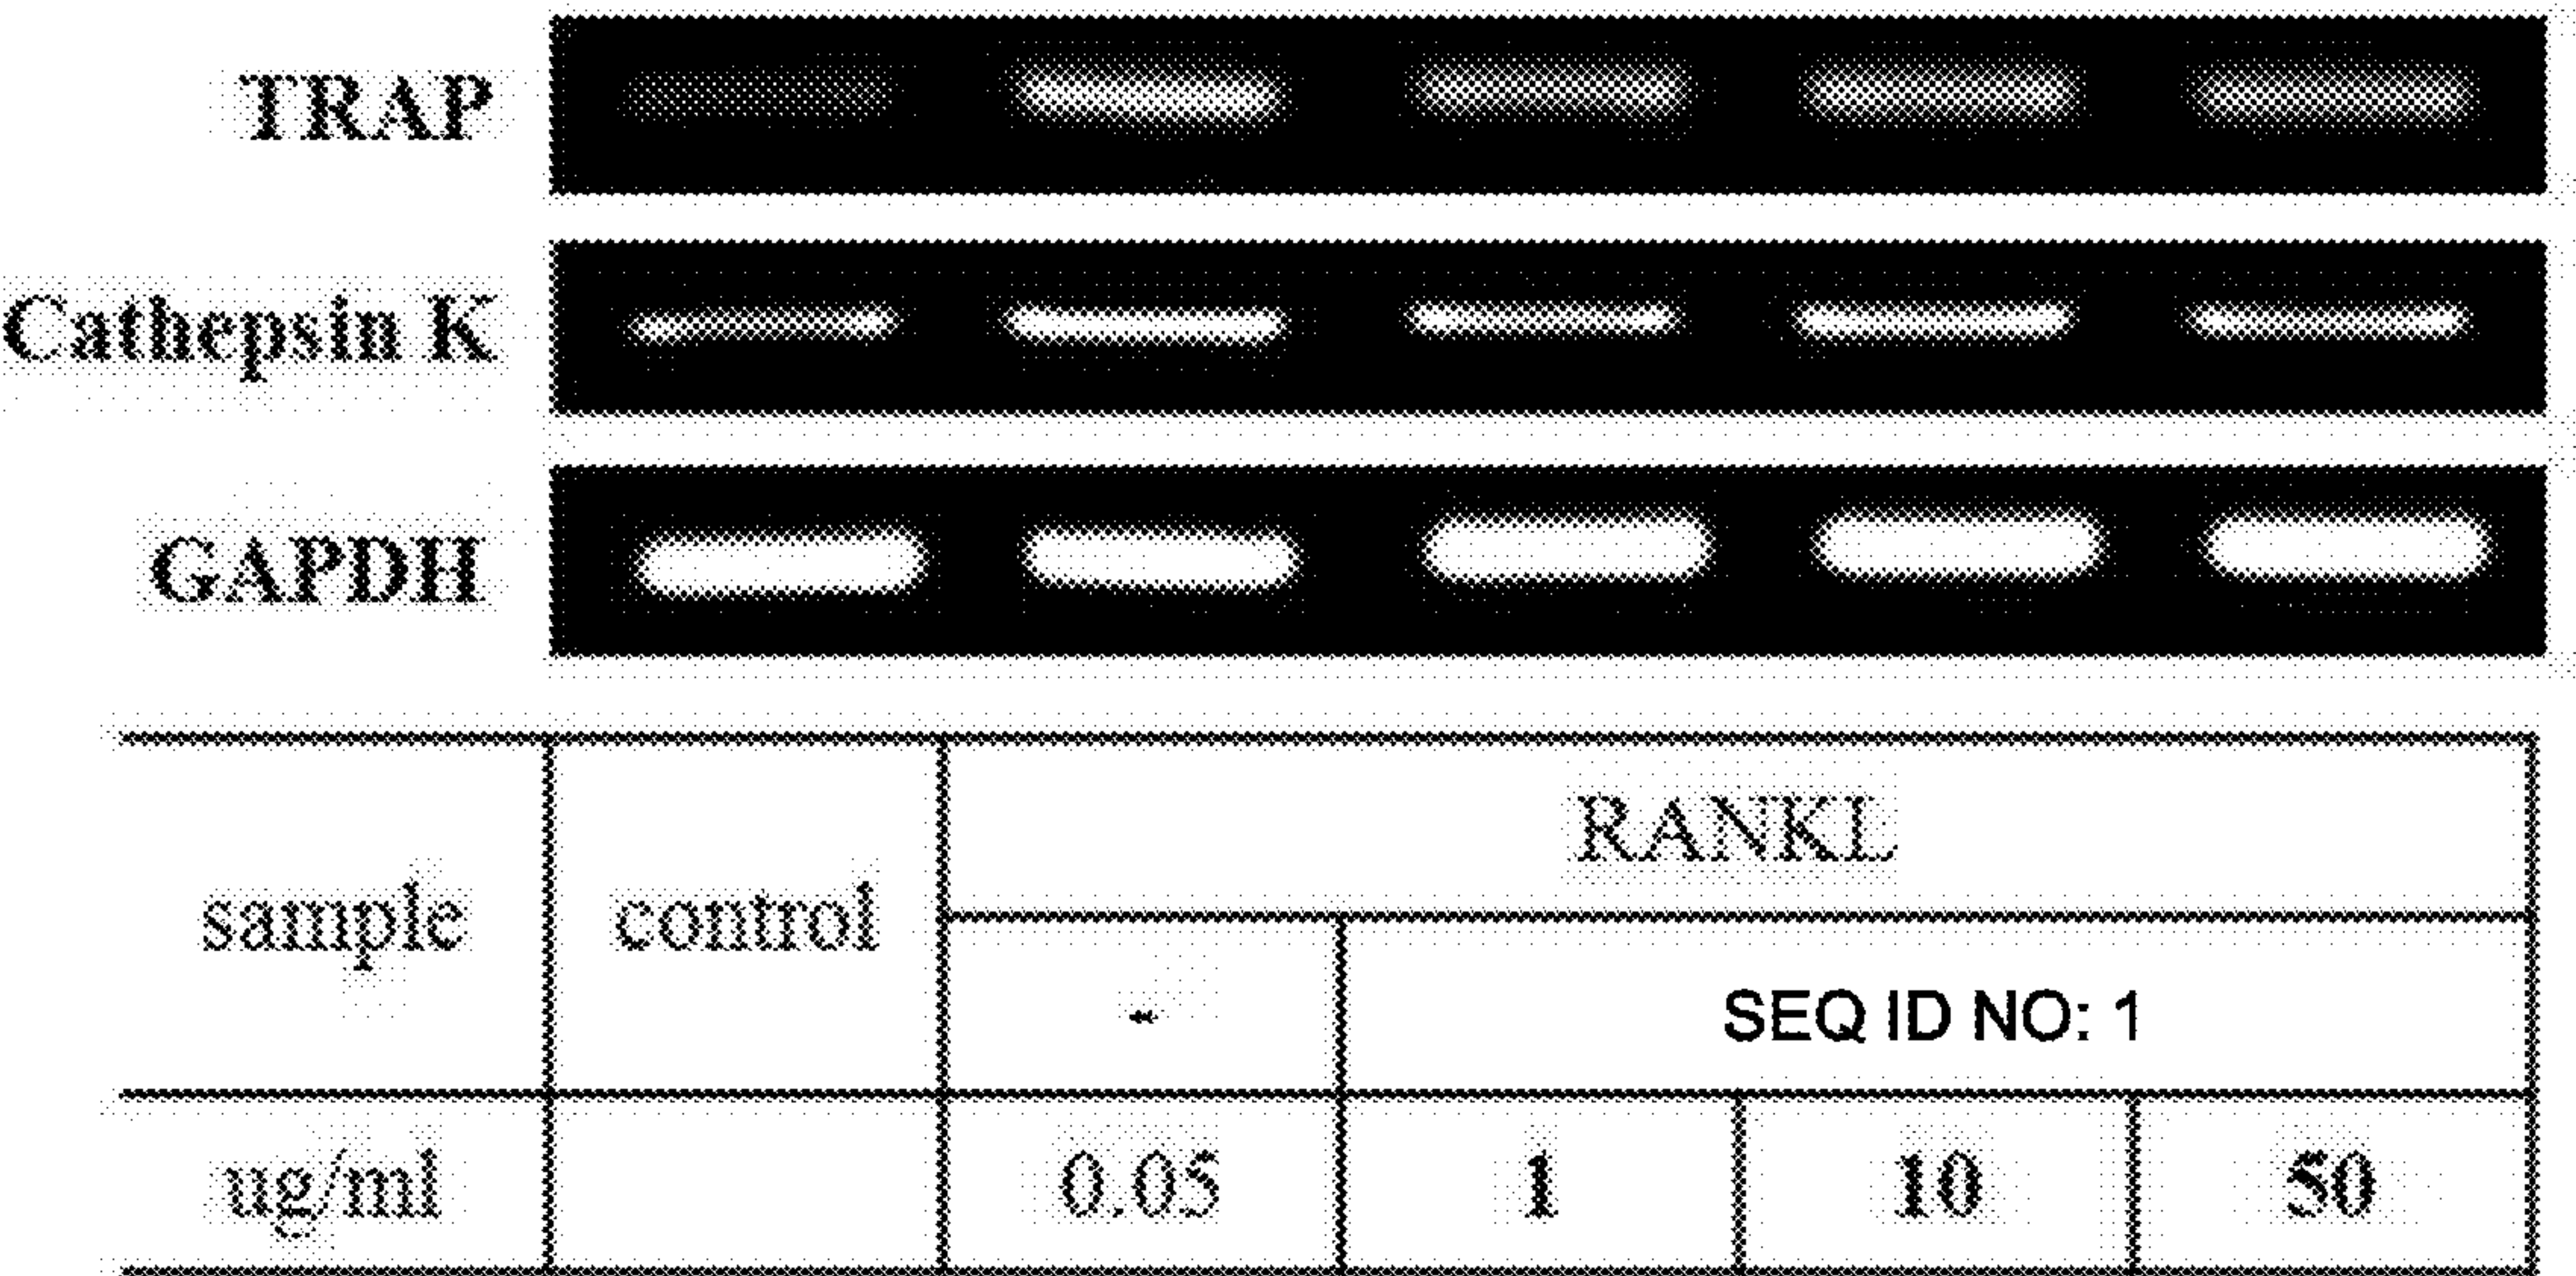 TRAP
Cathepsin K
GAPDH
RANKL
sample control
-
SEQ ID NO: 1
ug/ml 0.05 1 10 50